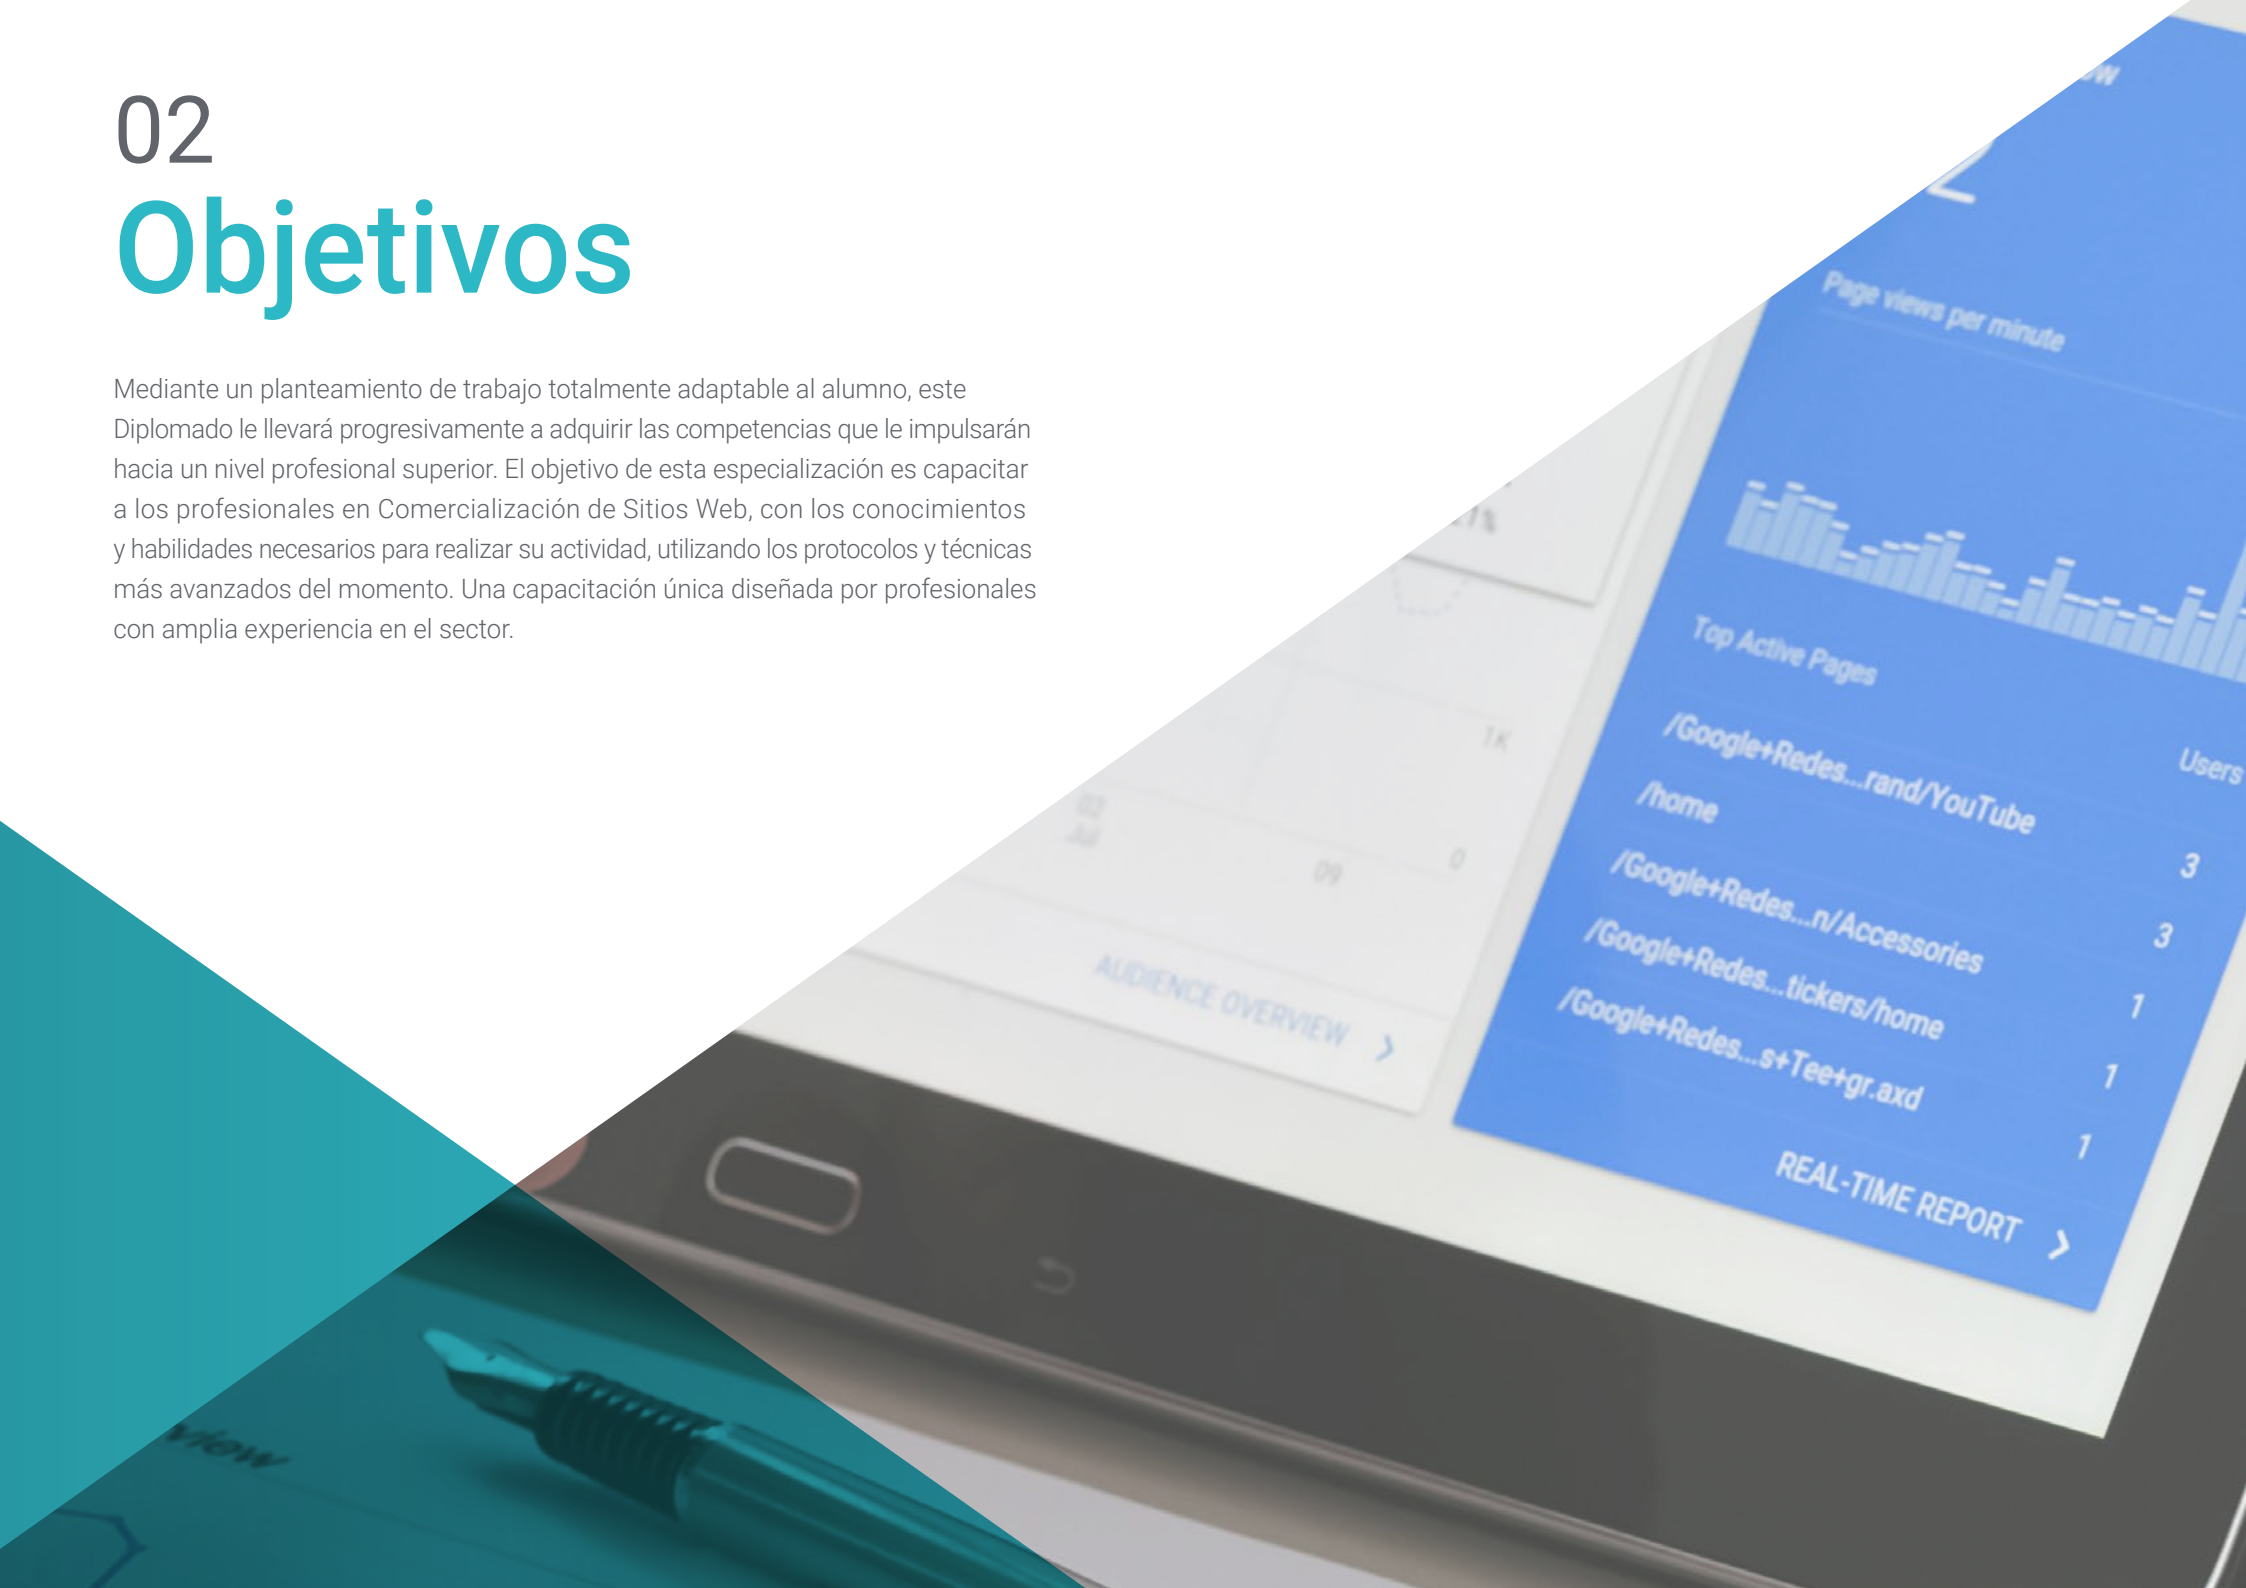 02
Objetivos
Mediante un planteamiento de trabajo totalmente adaptable al alumno, este
Diplomado le llevará progresivamente a adquirir las competencias que le impulsarán
hacia un nivel profesional superior. El objetivo de esta especialización es capacitar
a los profesionales en Comercialización de Sitios Web, con los conocimientos
y habilidades necesarios para realizar su actividad, utilizando los protocolos y técnicas
más avanzados del momento. Una capacitación única diseñada por profesionales
con amplia experiencia en el sector.
Page views per minute
Top Active Pages
Users
/Google+Redes...rand/YouTube 3
/home 3
/Google+Redes...n/Accessories 1
/Google+Redes...tickers/home 1
/Google+Redes...s+Tee+gr.axd 1
REAL-TIME REPORT
1K
0
02
Jul
09
AUDIENCE OVERVIEW